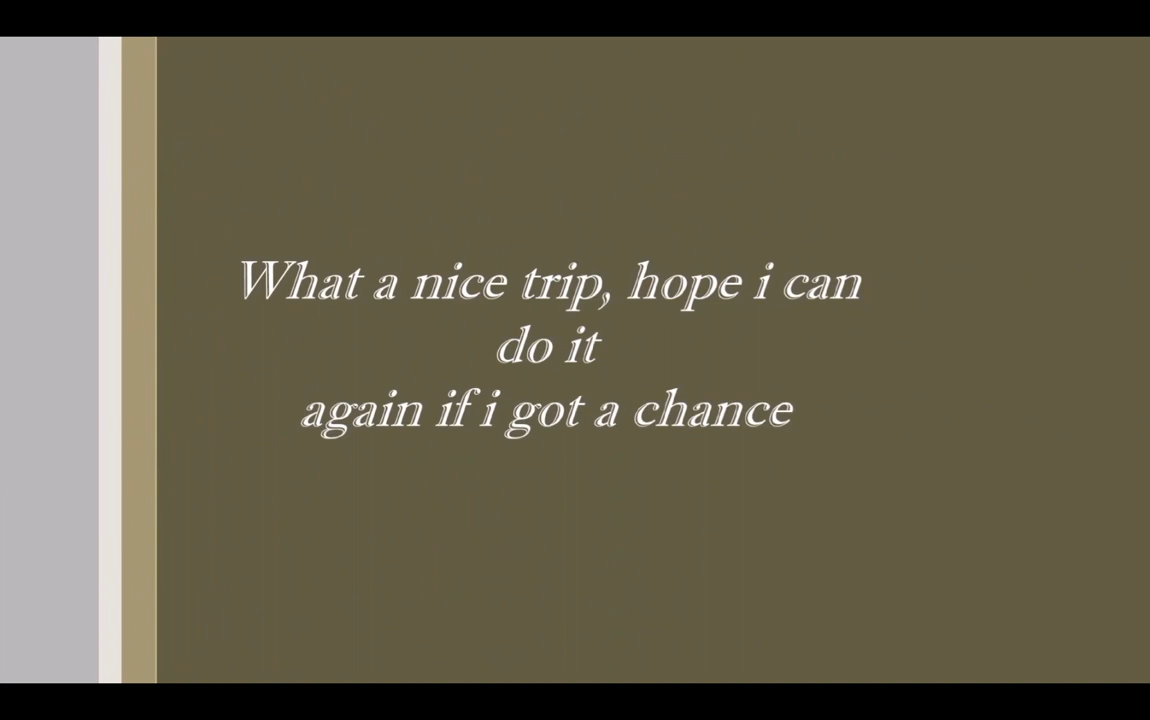 What a nice trip, hope i can
do it
again if i got a chance